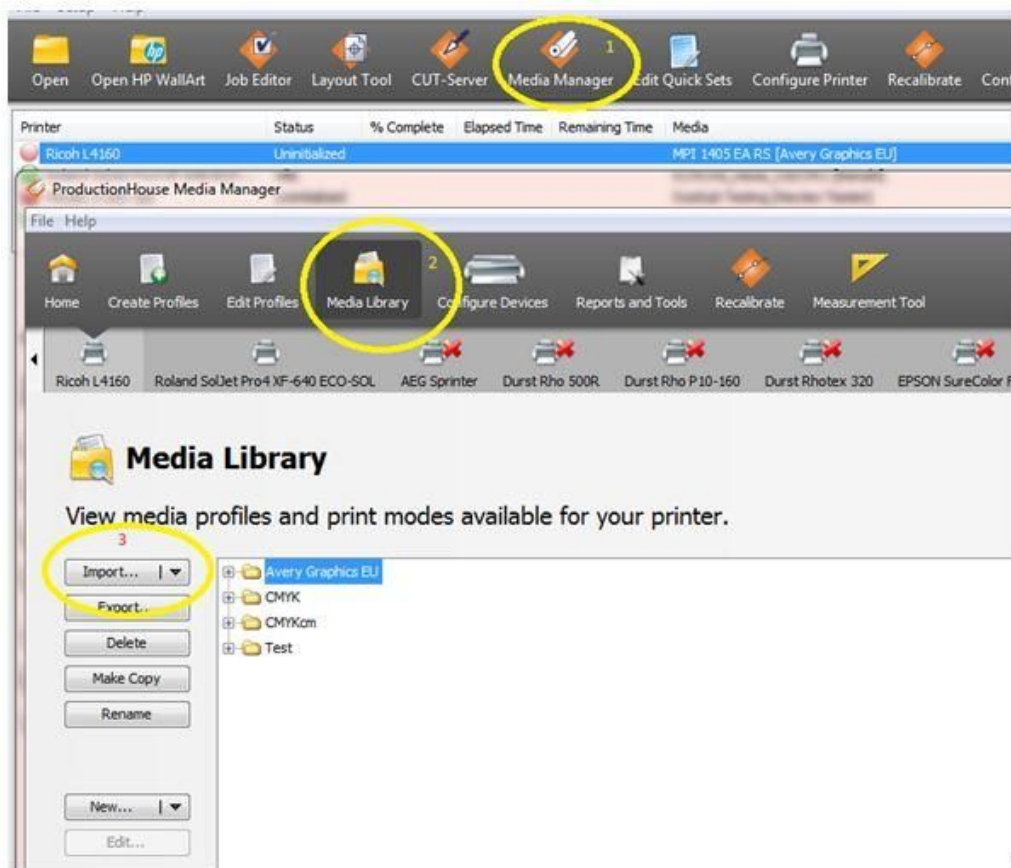 Open Open HP WallArt Job Editor Layout Tool CUT-Server Media Manager 1 Edit Quick Sets Configure Printer Recalibrate
Printer Status % Complete Elapsed Time Remaining Time Media
Ricoh L4160 Uninitialized MPI 1405 EA RS [Avery Graphics EU]
ProductionHouse Media Manager
File Help
2
Home Create Profiles Edit Profiles Media Library Configure Devices Reports and Tools Recalibrate Measurement Tool
Ricoh L4160 Roland SolJet Pro4 XF-640 ECO-SOL AEG Sprinter Durst Rho 500R Durst Rho P10-160 Durst Rhotex 320 EPSON SureColor F
Media Library
View media profiles and print modes available for your printer.
3
Import... Avery Graphics EU
Export.. CMYK
CMYKcm
Delete Test
Make Copy
Rename
New...
Edit...